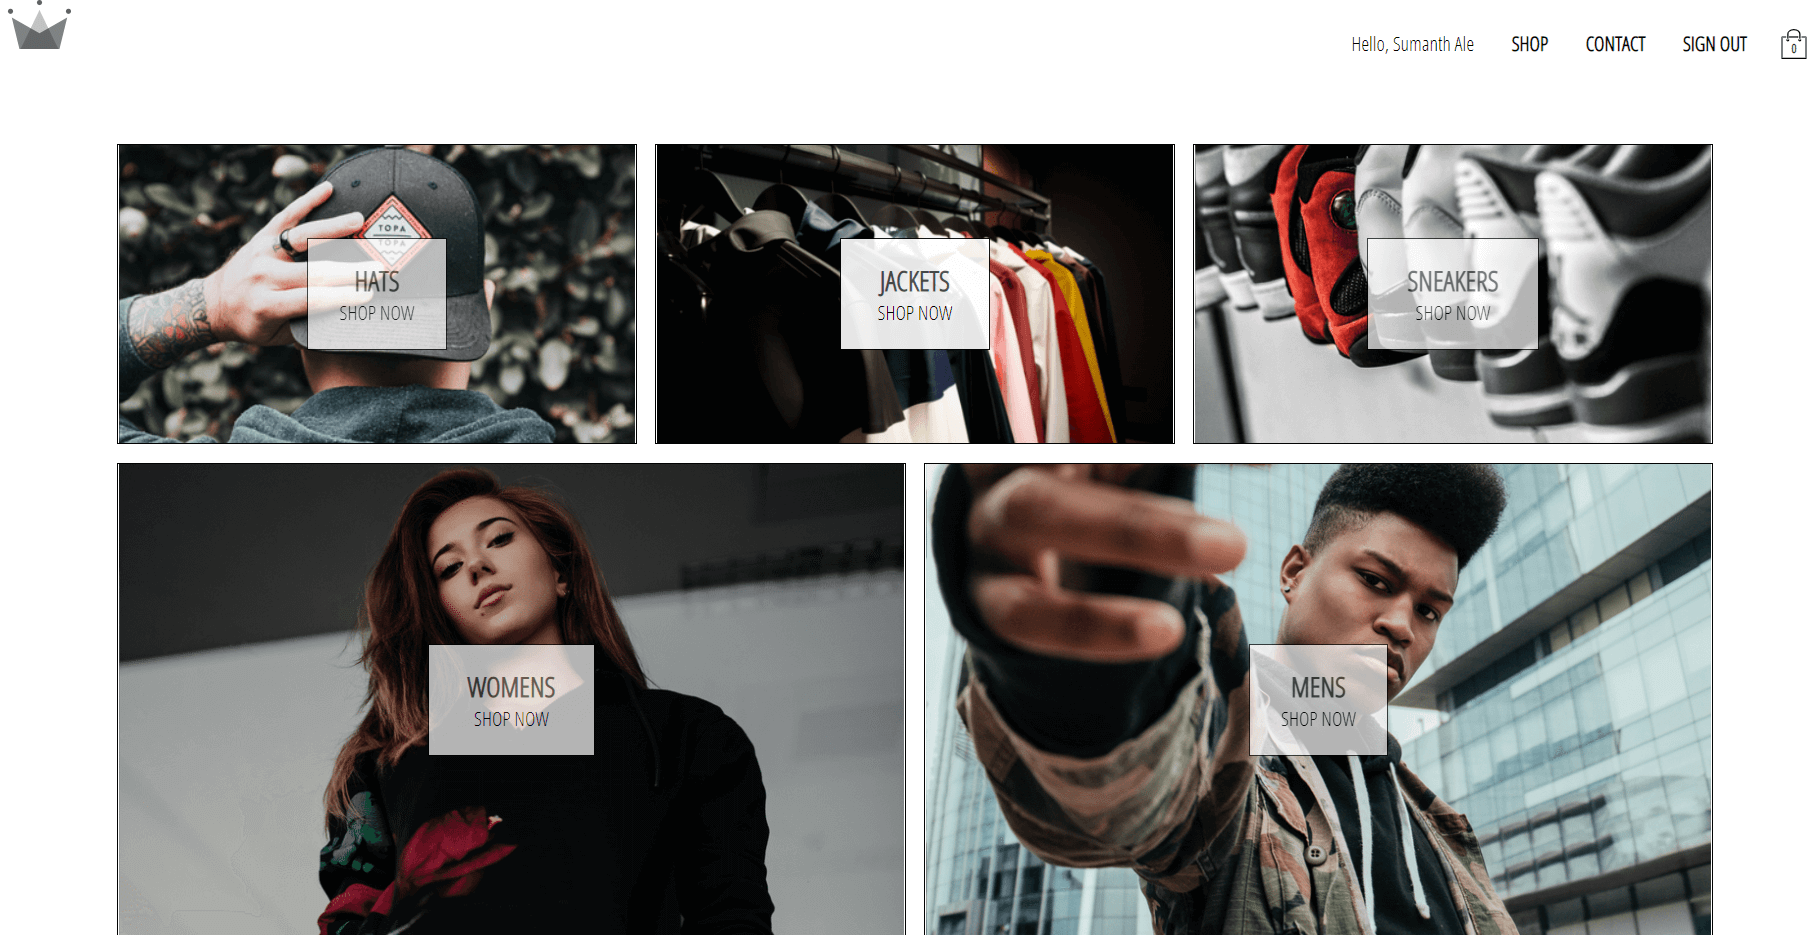 Hello, Sumanth Ale
SHOP
CONTACT
SIGN OUT
0
TOPA
TOPA
HATS
SHOP NOW
JACKETS
SHOP NOW
SNEAKERS
SHOP NOW
WOMENS
SHOP NOW
MENS
SHOP NOW